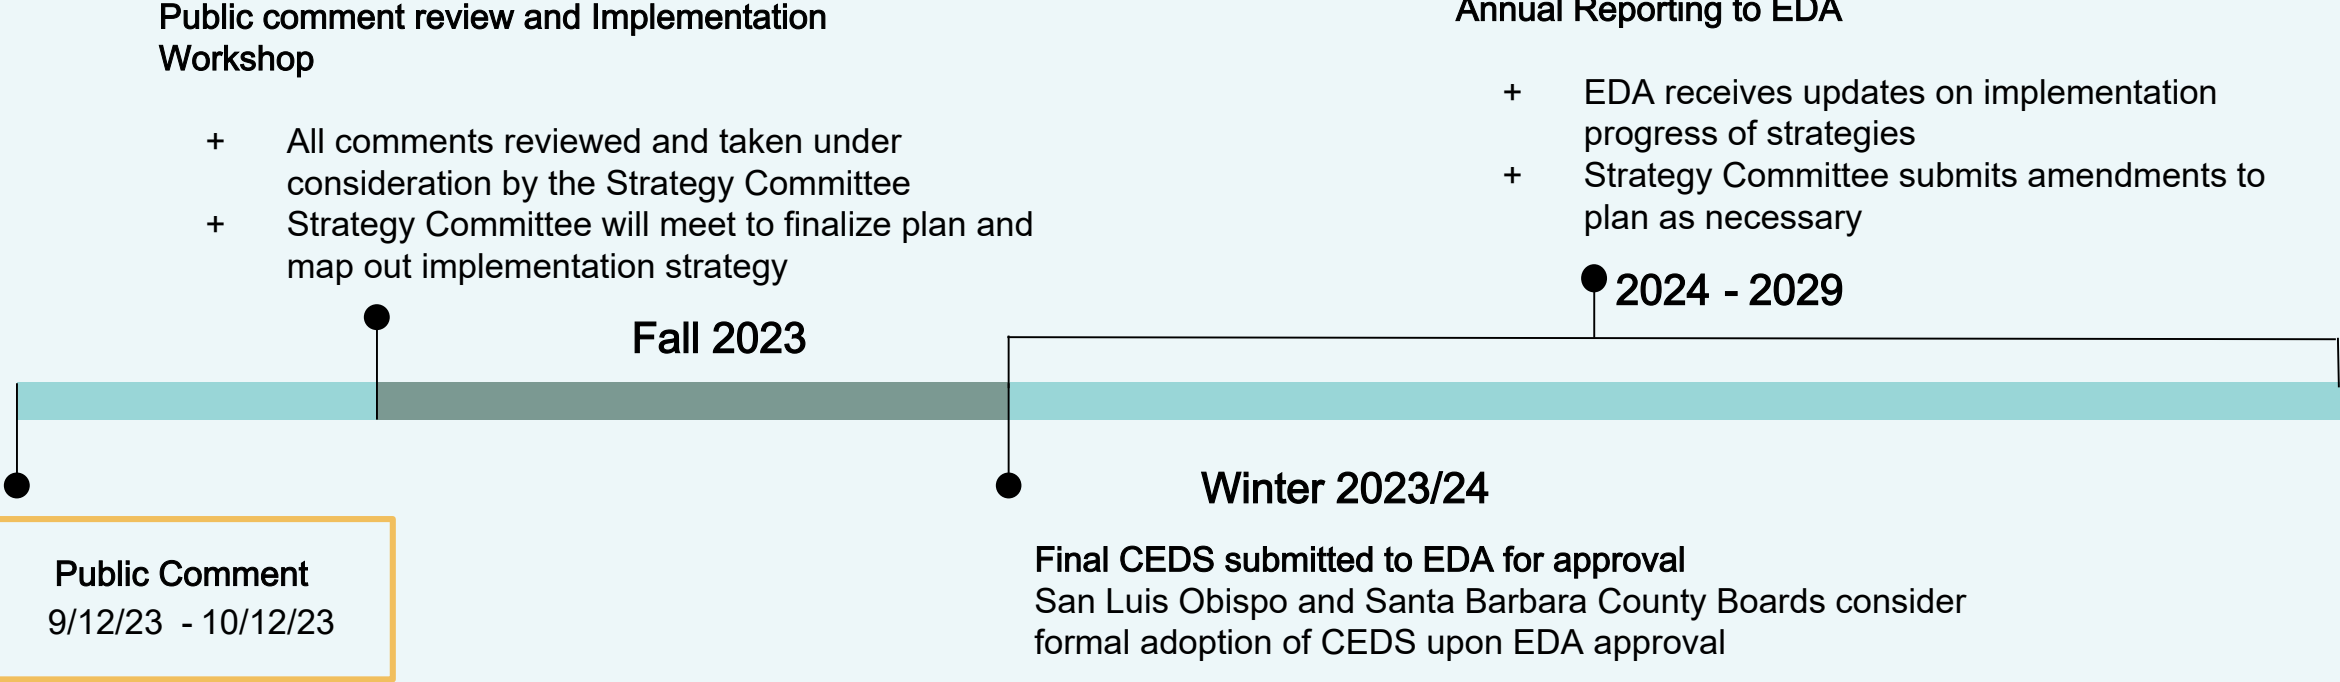 Public comment review and Implementation
Workshop
+ All comments reviewed and taken under
consideration by the Strategy Committee
+ Strategy Committee will meet to finalize plan and
map out implementation strategy
Annual Reporting to EDA
+ EDA receives updates on implementation
progress of strategies
+ Strategy Committee submits amendments to
plan as necessary
2024 - 2029
Fall 2023
Winter 2023/24
Final CEDS submitted to EDA for approval
San Luis Obispo and Santa Barbara County Boards consider
formal adoption of CEDS upon EDA approval
Public Comment
9/12/23 - 10/12/23